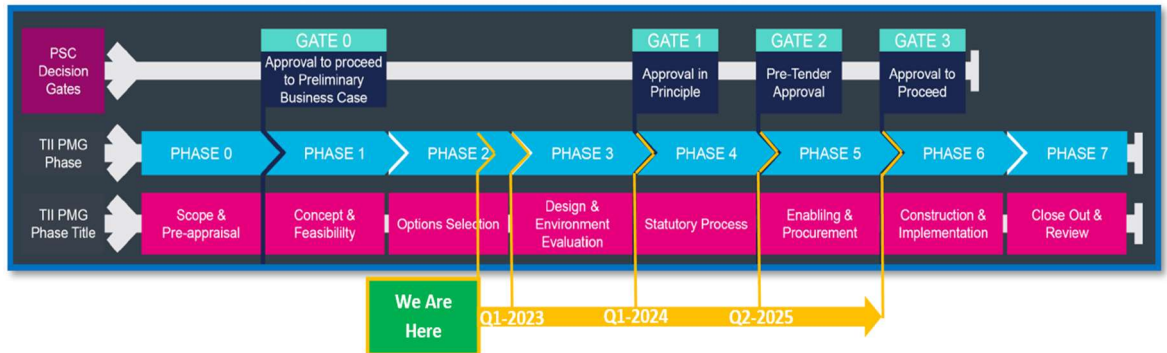 GATE 0
GATE 1
GATE 2
GATE 3
PSC
Decision
Gates
Approval to proceed
to Preliminary
Business Case
Approval in
Principle
Pre-Tender
Approval
Approval to
Proceed
TII PMG
Phase
PHASE 0
PHASE 1
PHASE 2
PHASE 3
PHASE 4
PHASE 5
PHASE 6
PHASE 7
TII PMG
Phase Title
Scope &
Pre-appraisal
Concept &
Feasibililty
Options Selection
Design &
Environment
Evaluation
Statutory Process
Enablilng &
Procurement
Construction &
Implementation
Close Out &
Review
We Are
Here
Q1-2023
Q1-2024
Q2-2025